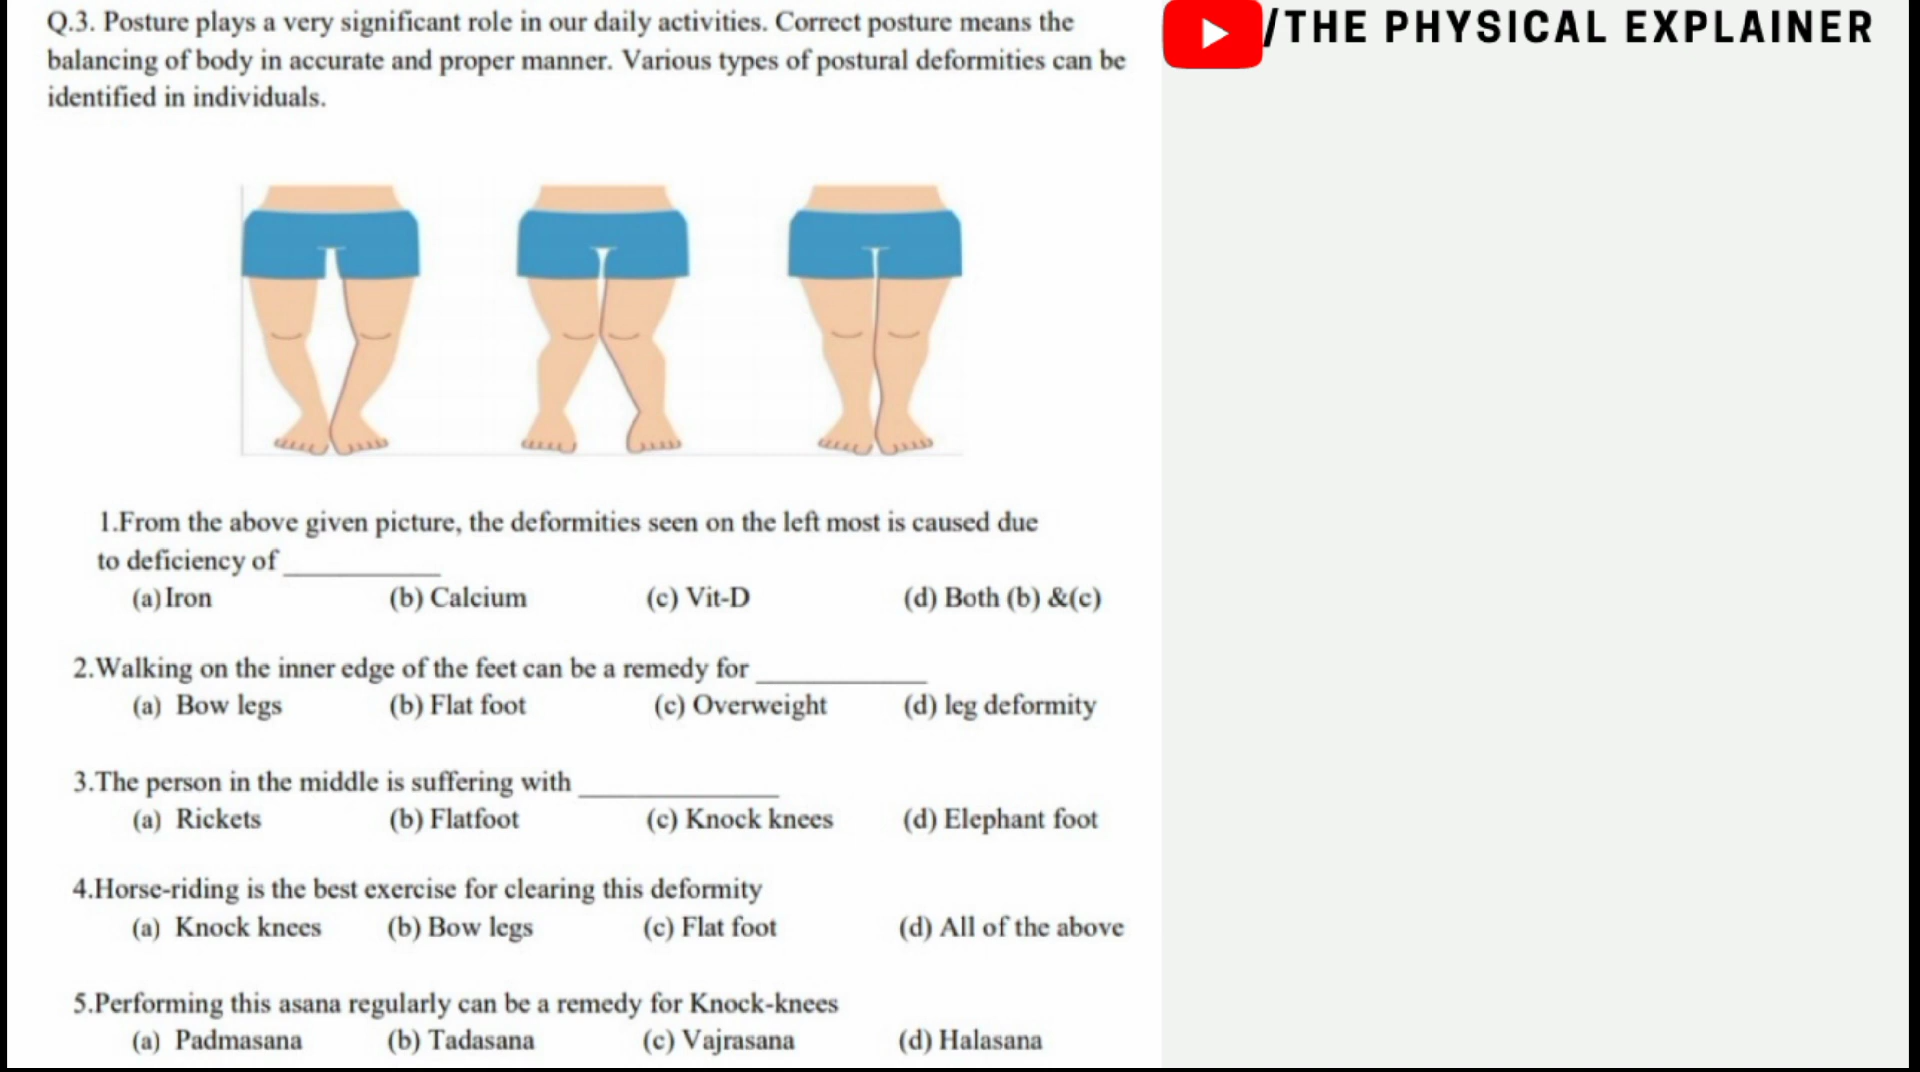 Q.3. Posture plays a very significant role in our daily activities. Correct posture means the
balancing of body in accurate and proper manner. Various types of postural deformities can be
identified in individuals.
/THE PHYSICAL EXPLAINER
1.From the above given picture, the deformities seen on the left most is caused due
to deficiency of ___________
(a) Iron (b) Calcium (c) Vit-D (d) Both (b) &(c)
2.Walking on the inner edge of the feet can be a remedy for ____________
(a) Bow legs (b) Flat foot (c) Overweight (d) leg deformity
3.The person in the middle is suffering with ______________
(a) Rickets (b) Flatfoot (c) Knock knees (d) Elephant foot
4.Horse-riding is the best exercise for clearing this deformity
(a) Knock knees (b) Bow legs (c) Flat foot (d) All of the above
5.Performing this asana regularly can be a remedy for Knock-knees
(a) Padmasana (b) Tadasana (c) Vajrasana (d) Halasana